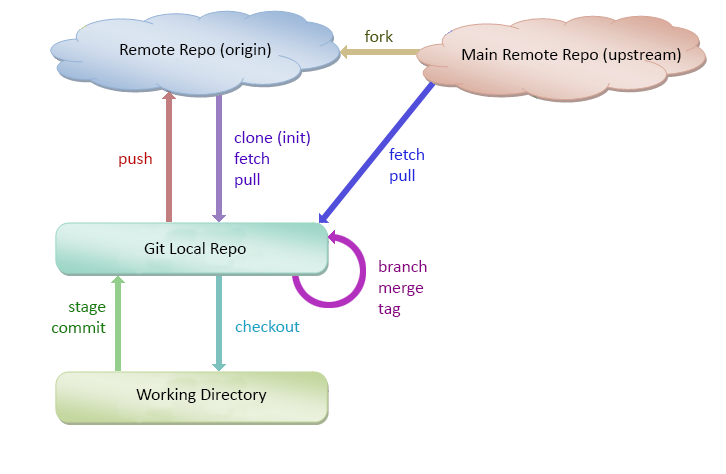 fork
Remote Repo (origin)
Main Remote Repo (upstream)
push
clone (init)
fetch
pull
fetch
pull
Git Local Repo
branch
merge
tag
stage
commit
checkout
Working Directory